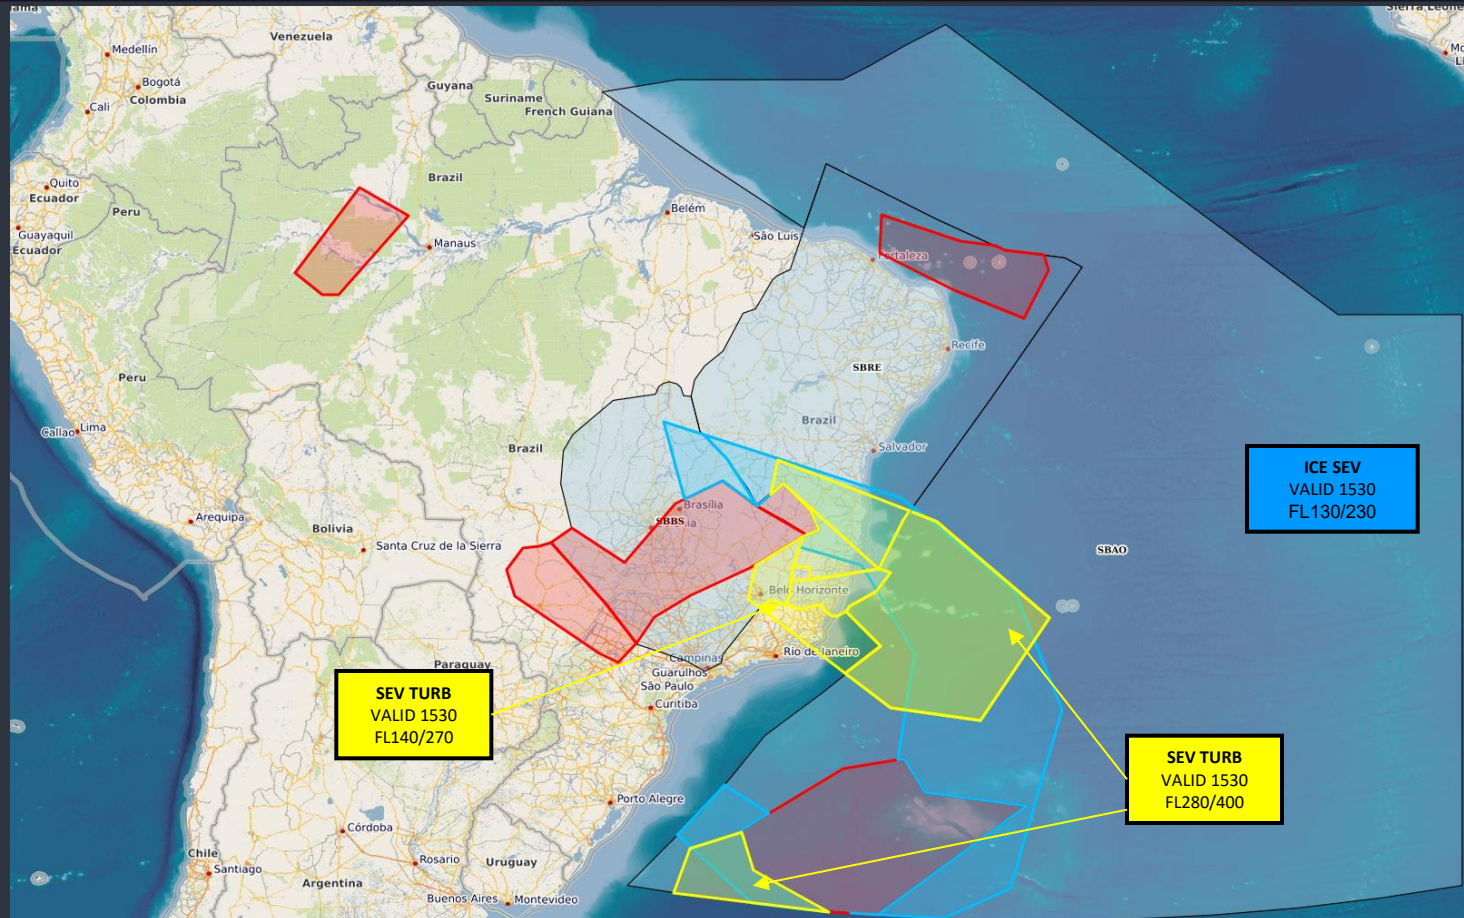 Sierra Leone
Venezuela
Medellín
Bogotá
Colombia
Cali
Guyana
Suriname
French Guiana
Quito
Ecuador
Peru
Brazil
Guayaquil
Ecuador
Manaus
Belém
São Luís
Fortaleza
Recife
SBRE
Peru
Callao
Lima
Brazil
Brazil
Salvador
Arequipa
Bolivia
Santa Cruz de la Sierra
Brasília
SBBS
SBAO
ICE SEV
VALID 1530
FL130/230
Belo Horizonte
Rio de Janeiro
Campinas
Guarulhos
São Paulo
Curitiba
Paraguay
SEV TURB
VALID 1530
FL140/270
SEV TURB
VALID 1530
FL280/400
Porto Alegre
Córdoba
Chile
Santiago
Rosario
Uruguay
Argentina
Buenos Aires
Montevideo